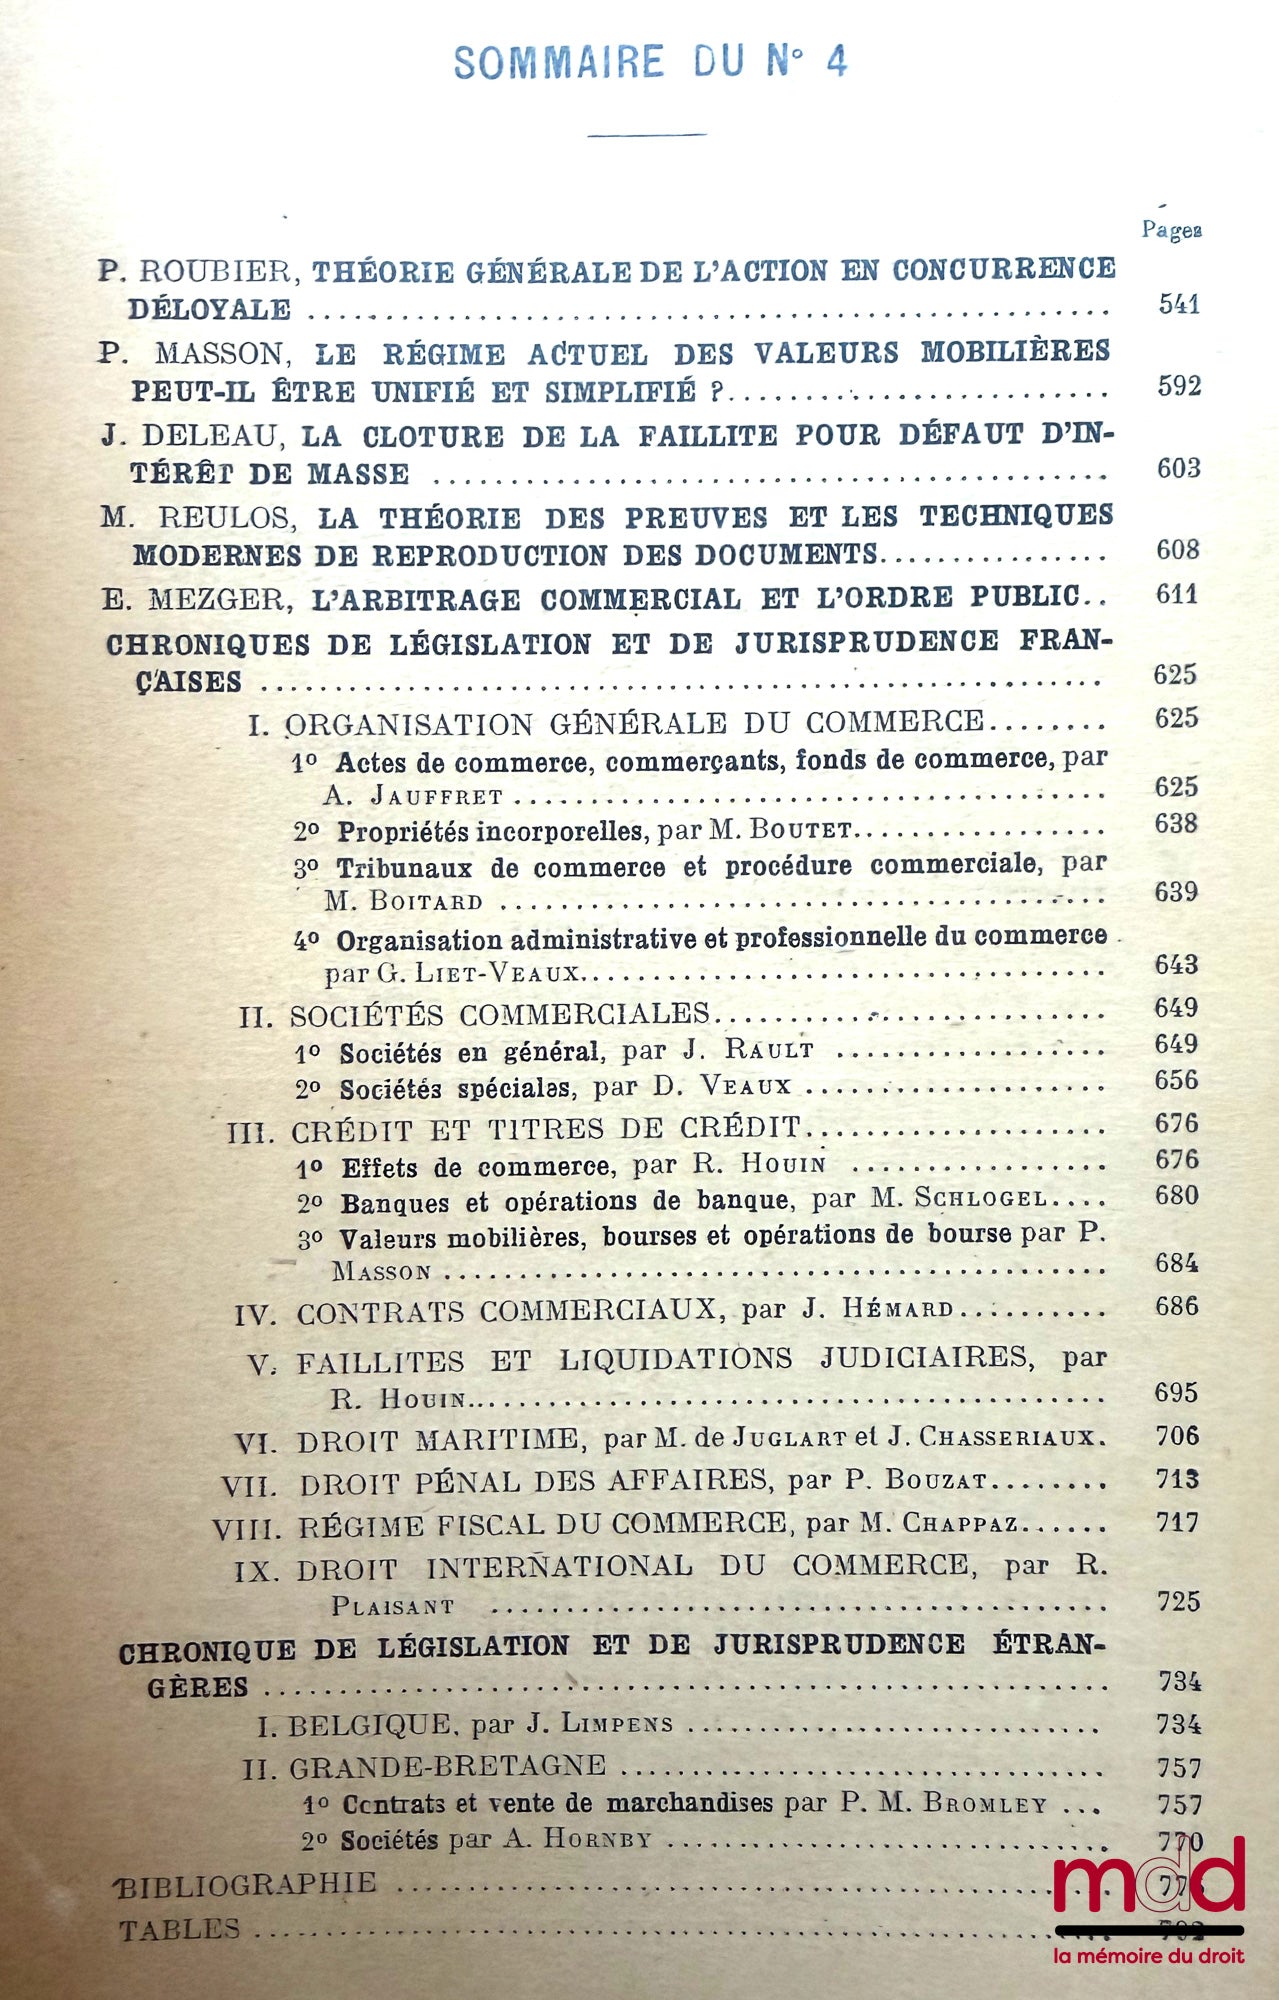 SOMMAIRE DU N° 4
Pages
P. ROUBIER, THÉORIE GÉNÉRALE DE L'ACTION EN CONCURRENCE
DÉLOYALE ........ 541
P. MASSON, LE RÉGIME ACTUEL DES VALEURS MOBILIÈRES
PEUT-IL ÊTRE UNIFIÉ ET SIMPLIFIÉ ?........ 592
J. DELEAU, LA CLOTURE DE LA FAILLITE POUR DÉFAUT D'IN-
TÉRÊT DE MASSE ........ 603
M. REULOS, LA THÉORIE DES PREUVES ET LES TECHNIQUES
MODERNES DE REPRODUCTION DES DOCUMENTS........ 608
E. MEZGER, L'ARBITRAGE COMMERCIAL ET L'ORDRE PUBLIC.. 611
CHRONIQUES DE LÉGISLATION ET DE JURISPRUDENCE FRAN-
ÇAISES ........ 625
I. ORGANISATION GÉNÉRALE DU COMMERCE........ 625
1º Actes de commerce, commerçants, fonds de commerce, par
A. JAUFFRET ........ 625
2º Propriétés incorporelles, par M. BOUTET........ 638
3º Tribunaux de commerce et procédure commerciale, par
M. BOITARD ........ 639
4º Organisation administrative et professionnelle du commerce
par G. LIET-VEAUX........ 643
II. SOCIÉTÉS COMMERCIALES........ 649
1º Sociétés en général, par J. RAULT ........ 649
2º Sociétés spéciales, par D. VEAUX ........ 656
III. CRÉDIT ET TITRES DE CRÉDIT........ 676
1º Effets de commerce, par R. HOUIN ........ 676
2º Banques et opérations de banque, par M. SCHLOGEL.... 680
3º Valeurs mobilières, bourses et opérations de bourse par P.
MASSON ........ 684
IV. CONTRATS COMMERCIAUX, par J. HÉMARD........ 686
V. FAILLITES ET LIQUIDATIONS JUDICIAIRES, par
R. HOUIN........ 695
VI. DROIT MARITIME, par M. de JUGLART et J. CHASSERIAUX. 706
VII. DROIT PÉNAL DES AFFAIRES, par P. BOUZAT........ 713
VIII. RÉGIME FISCAL DU COMMERCE, par M. CHAPPAZ...... 717
IX. DROIT INTERNATIONAL DU COMMERCE, par R.
PLAISANT ........ 725
CHRONIQUE DE LÉGISLATION ET DE JURISPRUDENCE ÉTRAN-
GÈRES ........ 734
I. BELGIQUE, par J. LIMPENS ........ 734
II. GRANDE-BRETAGNE ........ 757
1º Contrats et vente de marchandises par P. M. BROMLEY ... 757
2º Sociétés par A. HORNBY ........ 770
BIBLIOGRAPHIE ........
TABLES ........
mdd
la mémoire du droit